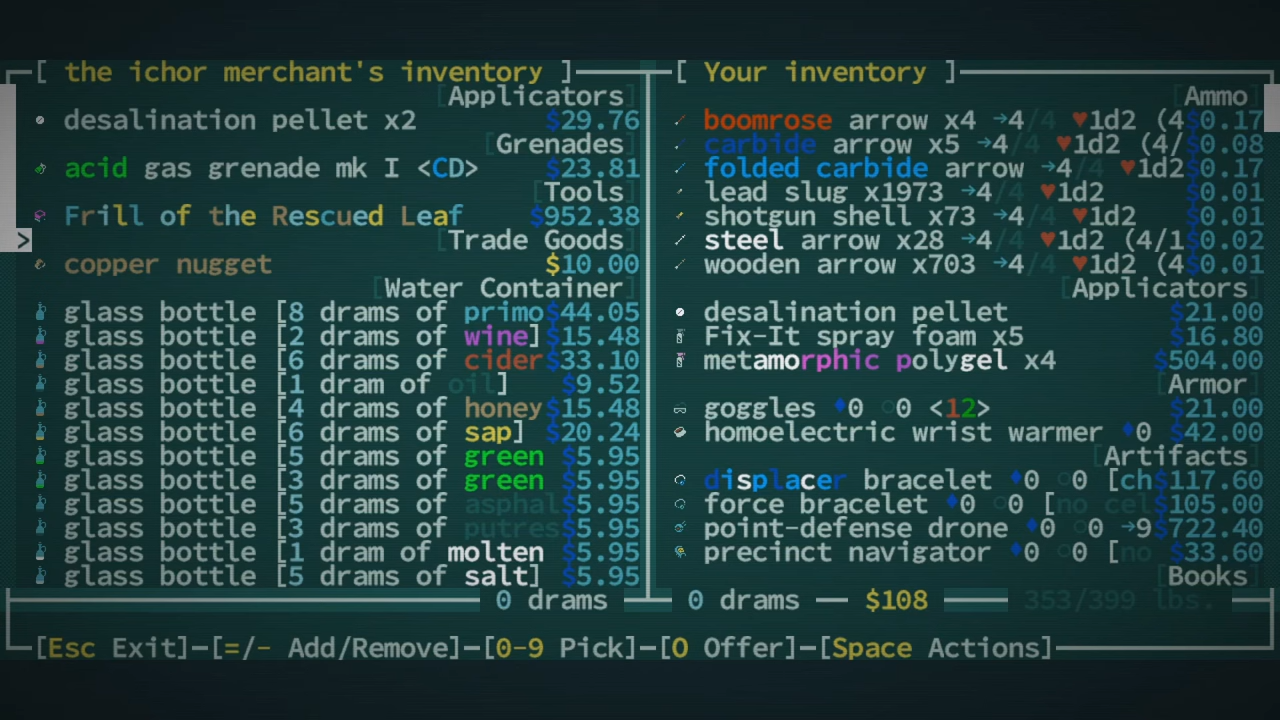 [ the ichor merchant's inventory ]
[Applicators]
desalination pellet x2 $29.76
[Grenades]
acid gas grenade mk I <CD> $23.81
[Tools]
Frill of the Rescued Leaf $952.38
> [Trade Goods]
copper nugget $10.00
[Water Container]
glass bottle [8 drams of primo $44.05
glass bottle [2 drams of wine] $15.48
glass bottle [6 drams of cider $33.10
glass bottle [1 dram of oil] $9.52
glass bottle [4 drams of honey $15.48
glass bottle [6 drams of sap] $20.24
glass bottle [5 drams of green $5.95
glass bottle [3 drams of green $5.95
glass bottle [5 drams of asphal $5.95
glass bottle [3 drams of putres $5.95
glass bottle [1 dram of molten $5.95
glass bottle [5 drams of salt] $5.95
0 drams
[ Your inventory ]
[Ammo]
boomrose arrow x4 →4/4 ♥1d2 (4 $0.17
carbide arrow x5 →4/4 ♥1d2 (4/ $0.08
folded carbide arrow →4/4 ♥1d2 $0.17
lead slug x1973 →4/4 ♥1d2 $0.01
shotgun shell x73 →4/4 ♥1d2 $0.01
steel arrow x28 →4/4 ♥1d2 (4/1 $0.02
wooden arrow x703 →4/4 ♥1d2 (4 $0.01
[Applicators]
desalination pellet $21.00
Fix-It spray foam x5 $16.80
metamorphic polygel x4 $504.00
[Armor]
goggles ♦0 ○0 <12> $21.00
homoelectric wrist warmer ♦0 $42.00
[Artifacts]
displacer bracelet ♦0 ○0 [ch $117.60
force bracelet ♦0 ○0 [no cel $105.00
point-defense drone ♦0 ○0 →9 $722.40
precinct navigator ♦0 ○0 [no $33.60
[Books]
0 drams — $108 353/399 lbs.
[Esc Exit]–[=/- Add/Remove]–[0-9 Pick]–[O Offer]–[Space Actions]